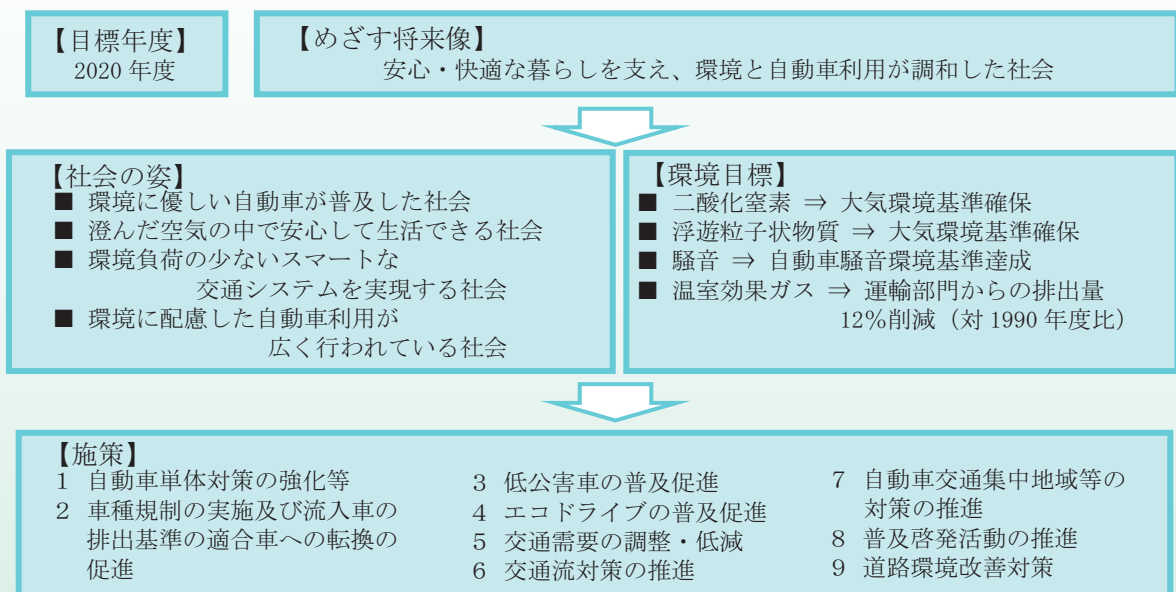 【目標年度】
2020 年度
【めざす将来像】
安心・快適な暮らしを支え、環境と自動車利用が調和した社会
【社会の姿】
■ 環境に優しい自動車が普及した社会
■ 澄んだ空気の中で安心して生活できる社会
■ 環境負荷の少ないスマートな
交通システムを実現する社会
■ 環境に配慮した自動車利用が
広く行われている社会
【環境目標】
■ 二酸化窒素 ⇒ 大気環境基準確保
■ 浮遊粒子状物質 ⇒ 大気環境基準確保
■ 騒音 ⇒ 自動車騒音環境基準達成
■ 温室効果ガス ⇒ 運輸部門からの排出量
12%削減（対 1990 年度比）
【施策】
1 自動車単体対策の強化等
2 車種規制の実施及び流入車の
排出基準の適合車への転換の
促進
3 低公害車の普及促進
4 エコドライブの普及促進
5 交通需要の調整・低減
6 交通流対策の推進
7 自動車交通集中地域等の
対策の推進
8 普及啓発活動の推進
9 道路環境改善対策